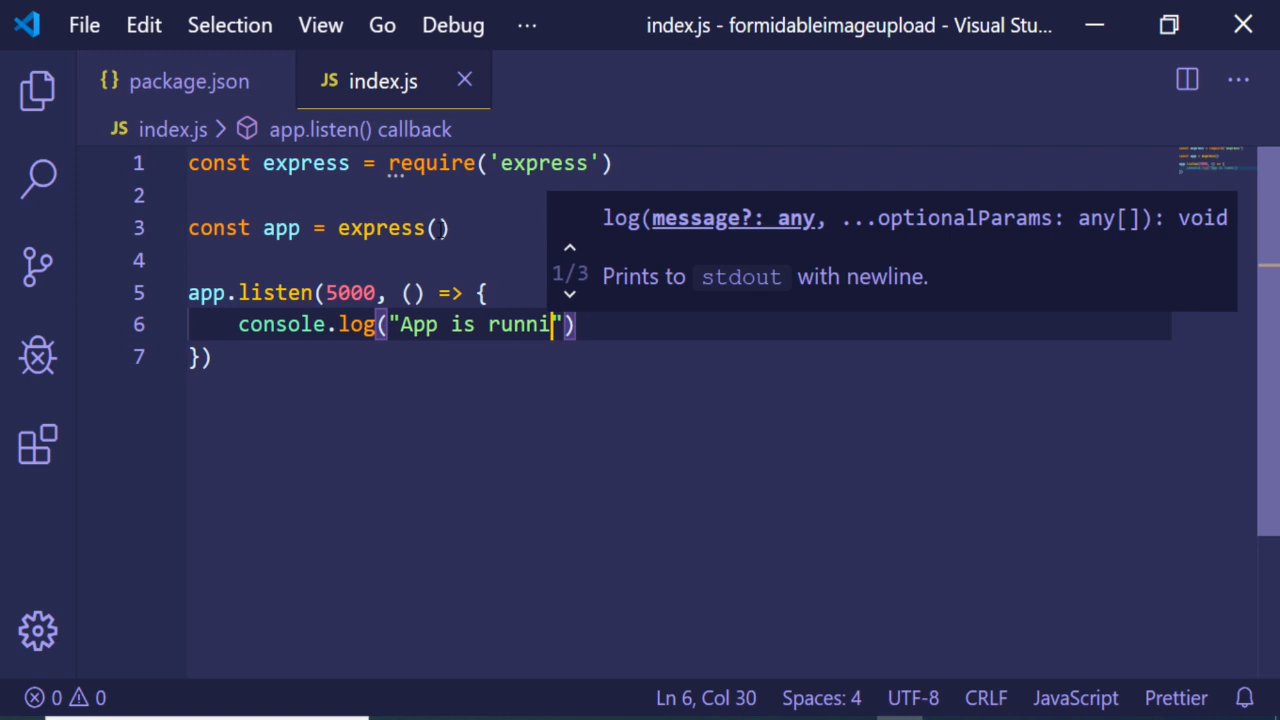 File Edit Selection View Go Debug ··· index.js - formidableimageupload - Visual Stu...
{} package.json JS index.js
JS index.js > app.listen() callback
1 const express = require('express')
2
3 const app = express()
4
5 app.listen(5000, () => {
6 console.log("App is runni")
7 })
log(message?: any, ...optionalParams: any[]): void
1/3 Prints to stdout with newline.
0 0 Ln 6, Col 30 Spaces: 4 UTF-8 CRLF JavaScript Prettier